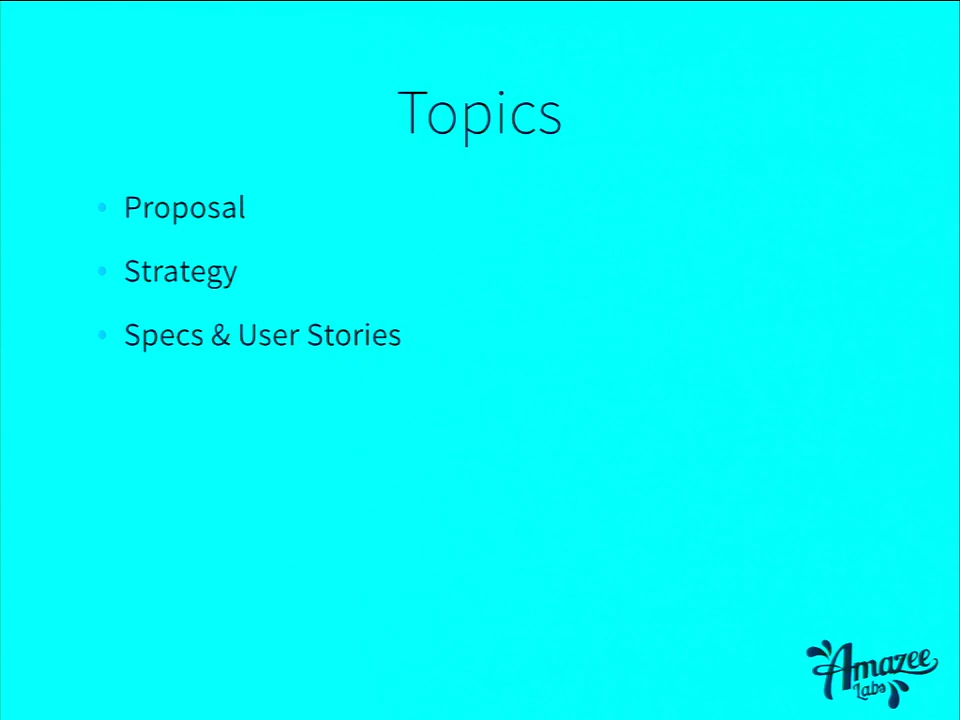 Topics
• Proposal
• Strategy
• Specs & User Stories
Amazee
Labs